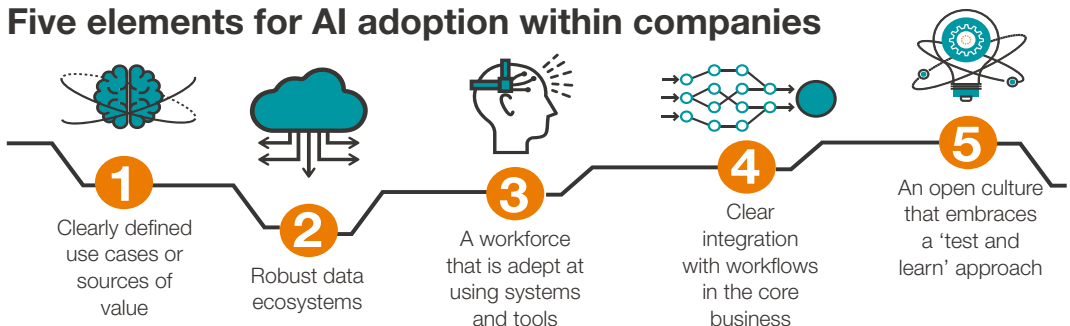 Five elements for AI adoption within companies
1
Clearly defined
use cases or
sources of
value
2
Robust data
ecosystems
3
A workforce
that is adept at
using systems
and tools
4
Clear
integration
with workflows
in the core
business
5
An open culture
that embraces
a ‘test and
learn’ approach